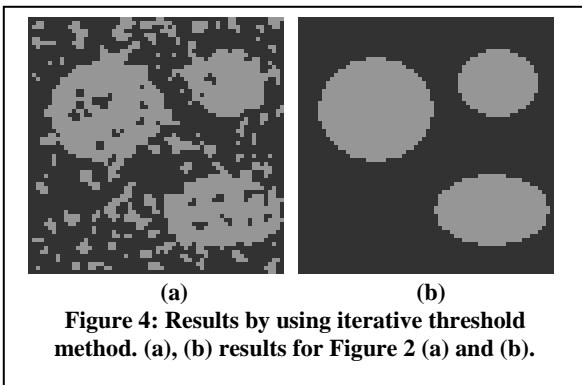 (a) (b)
Figure 4: Results by using iterative threshold
method. (a), (b) results for Figure 2 (a) and (b).